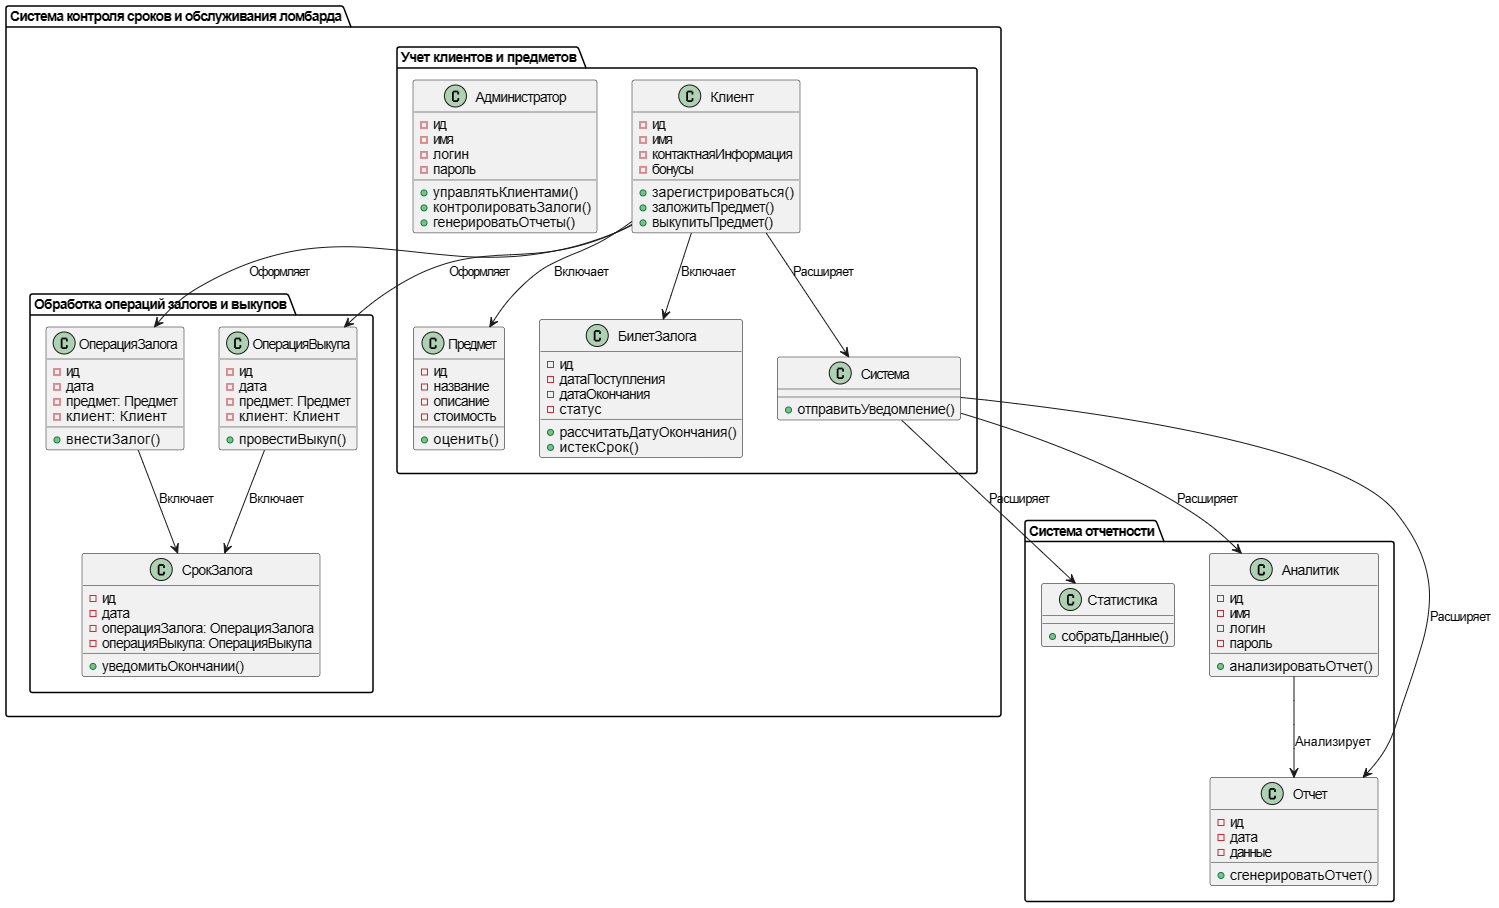 Система контроля сроков и обслуживания ломбарда
Учет клиентов и предметов
Администратор
ид
имя
логин
пароль
управлятьКлиентами()
контролироватьЗалоги()
генерироватьОтчеты()
Клиент
ид
имя
контактнаяИнформация
бонусы
зарегистрироваться()
заложитьПредмет()
выкупитьПредмет()
Оформляет
Оформляет
Включает
Включает
Расширяет
Обработка операций залогов и выкупов
ОперацияЗалога
ид
дата
предмет: Предмет
клиент: Клиент
внестиЗалог()
ОперацияВыкупа
ид
дата
предмет: Предмет
клиент: Клиент
провестиВыкуп()
Предмет
ид
название
описание
стоимость
оценить()
БилетЗалога
ид
датаПоступления
датаОкончания
статус
рассчитатьДатуОкончания()
истекСрок()
Система
отправитьУведомление()
Включает
Включает
Расширяет
Расширяет
Расширяет
СрокЗалога
ид
дата
операцияЗалога: ОперацияЗалога
операцияВыкупа: ОперацияВыкупа
уведомитьОкончании()
Система отчетности
Статистика
собратьДанные()
Аналитик
ид
имя
логин
пароль
анализироватьОтчет()
Анализирует
Отчет
ид
дата
данные
сгенерироватьОтчет()